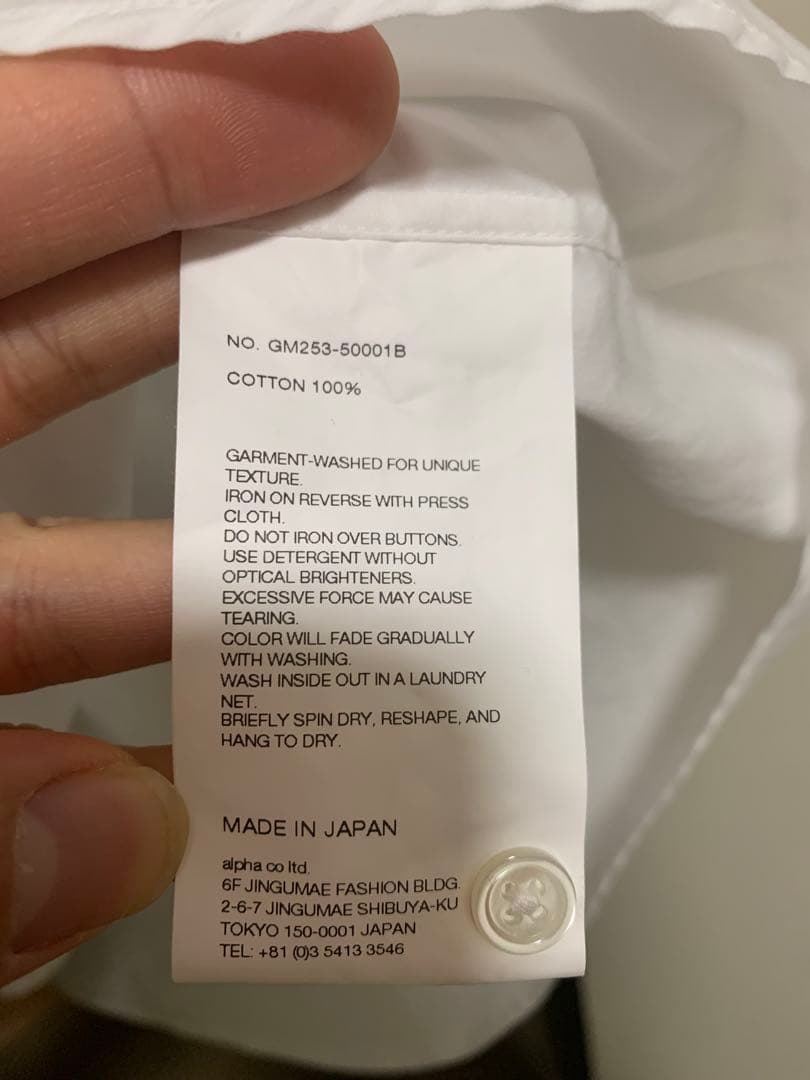 NO. GM253-50001B
COTTON 100%
GARMENT-WASHED FOR UNIQUE
TEXTURE.
IRON ON REVERSE WITH PRESS
CLOTH.
DO NOT IRON OVER BUTTONS.
USE DETERGENT WITHOUT
OPTICAL BRIGHTENERS.
EXCESSIVE FORCE MAY CAUSE
TEARING.
COLOR WILL FADE GRADUALLY
WITH WASHING.
WASH INSIDE OUT IN A LAUNDRY
NET.
BRIEFLY SPIN DRY, RESHAPE, AND
HANG TO DRY.
MADE IN JAPAN
alpha co ltd.
6F JINGUMAE FASHION BLDG.
2-6-7 JINGUMAE SHIBUYA-KU
TOKYO 150-0001 JAPAN
TEL: +81 (0)3 5413 3546